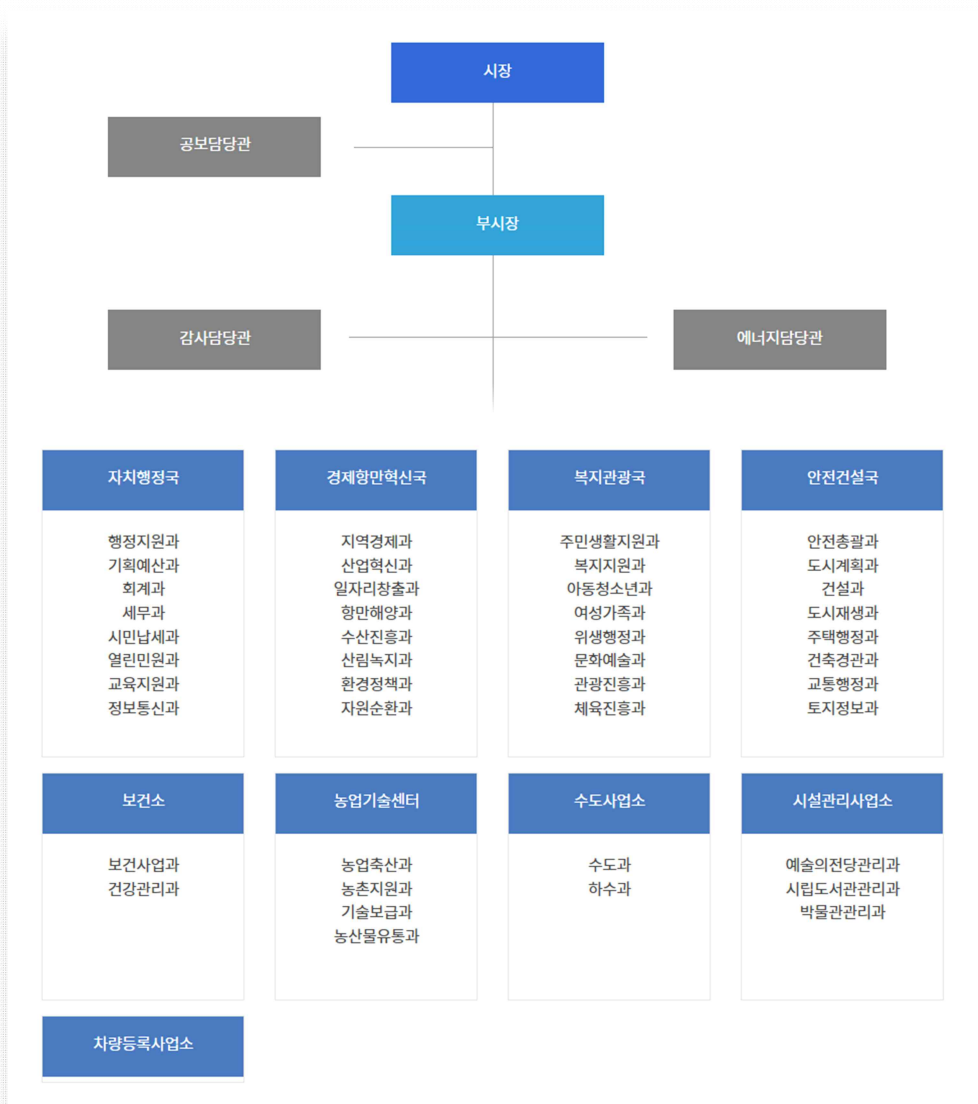 시장
공보담당관
부시장
감사담당관
에너지담당관
자치행정국
행정지원과
기획예산과
회계과
세무과
시민납세과
열린민원과
교육지원과
정보통신과
경제항만혁신국
지역경제과
산업혁신과
일자리창출과
항만해양과
수산진흥과
산림녹지과
환경정책과
자원순환과
복지관광국
주민생활지원과
복지지원과
아동청소년과
여성가족과
위생행정과
문화예술과
관광진흥과
체육진흥과
안전건설국
안전총괄과
도시계획과
건설과
도시재생과
주택행정과
건축경관과
교통행정과
토지정보과
보건소
보건사업과
건강관리과
농업기술센터
농업축산과
농촌지원과
기술보급과
농산물유통과
수도사업소
수도과
하수과
시설관리사업소
예술의전당관리과
시립도서관관리과
박물관관리과
차량등록사업소